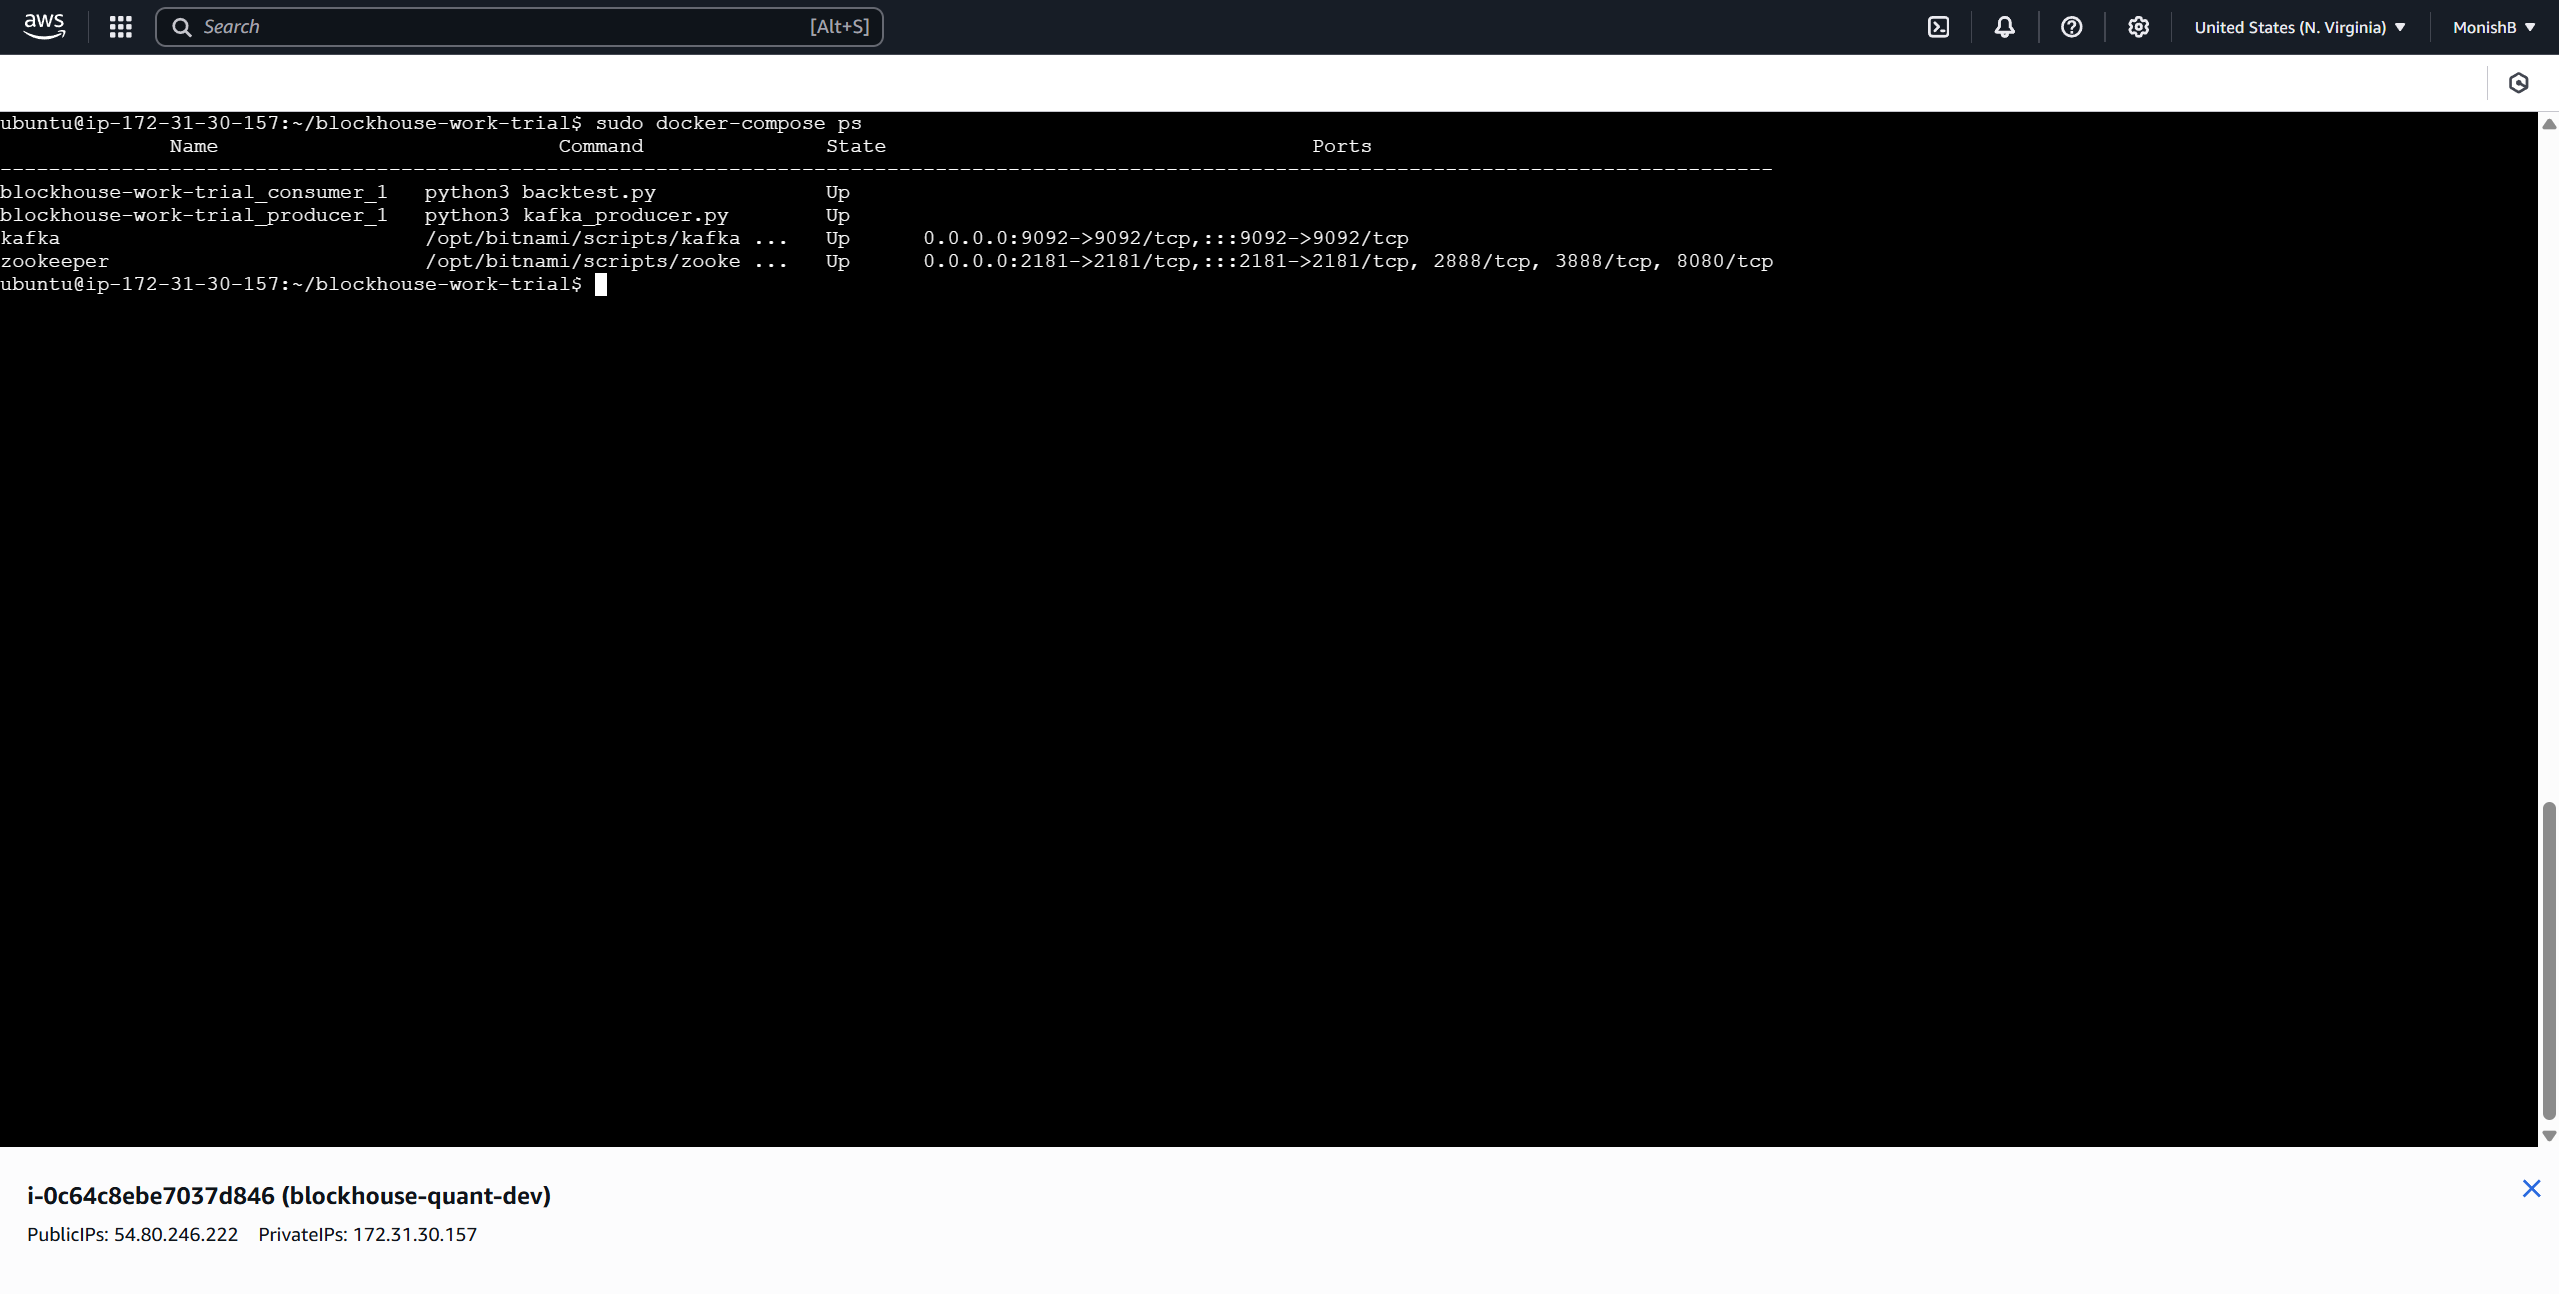 aws Search [Alt+S] United States (N. Virginia) MonishB
ubuntu@ip-172-31-30-157:~/blockhouse-work-trial$ sudo docker-compose ps
Name Command State Ports
--------------------------------------------------------------------------------------------------------------------------------------------------
blockhouse-work-trial_consumer_1 python3 backtest.py Up
blockhouse-work-trial_producer_1 python3 kafka_producer.py Up
kafka /opt/bitnami/scripts/kafka ... Up 0.0.0.0:9092->9092/tcp,:::9092->9092/tcp
zookeeper /opt/bitnami/scripts/zooke ... Up 0.0.0.0:2181->2181/tcp,:::2181->2181/tcp, 2888/tcp, 3888/tcp, 8080/tcp
ubuntu@ip-172-31-30-157:~/blockhouse-work-trial$
i-0c64c8ebe7037d846 (blockhouse-quant-dev)
PublicIPs: 54.80.246.222 PrivateIPs: 172.31.30.157